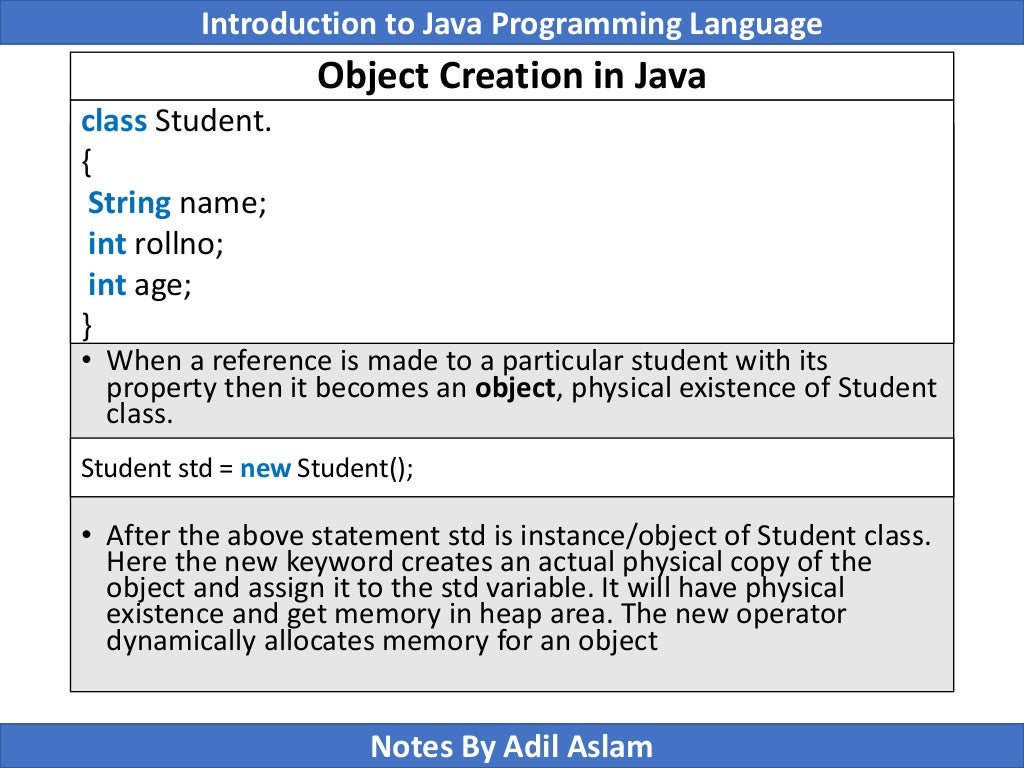 Introduction to Java Programming Language
Object Creation in Java
class Student.
{
String name;
int rollno;
int age;
}
• When a reference is made to a particular student with its
property then it becomes an object, physical existence of Student
class.
Student std = new Student();
• After the above statement std is instance/object of Student class.
Here the new keyword creates an actual physical copy of the
object and assign it to the std variable. It will have physical
existence and get memory in heap area. The new operator
dynamically allocates memory for an object
Notes By Adil Aslam